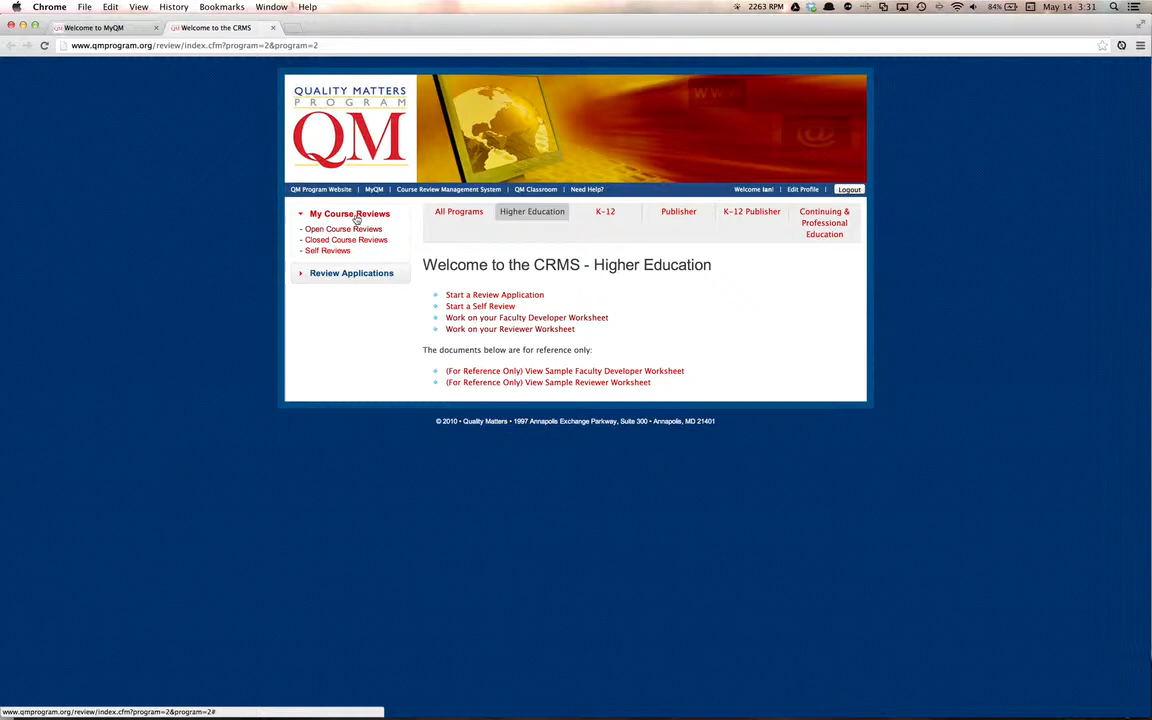 Chrome File Edit View History Bookmarks Window Help 2263 RPM 84% May 14 3:31
Welcome to MyQM × Welcome to the CRMS ×
www.qmprogram.org/review/index.cfm?program=2&program=2
QUALITY MATTERS
PROGRAM
QM
WWW
@
QM Program Website | MyQM | Course Review Management System | QM Classroom | Need Help?
Welcome Ian! | Edit Profile | Logout
My Course Reviews
- Open Course Reviews
- Closed Course Reviews
- Self Reviews
Review Applications
All Programs Higher Education K-12 Publisher K-12 Publisher Continuing &
Professional
Education
Welcome to the CRMS - Higher Education
Start a Review Application
Start a Self Review
Work on your Faculty Developer Worksheet
Work on your Reviewer Worksheet
The documents below are for reference only:
(For Reference Only) View Sample Faculty Developer Worksheet
(For Reference Only) View Sample Reviewer Worksheet
© 2010 • Quality Matters • 1997 Annapolis Exchange Parkway, Suite 300 • Annapolis, MD 21401
www.qmprogram.org/review/index.cfm?program=2&program=2#